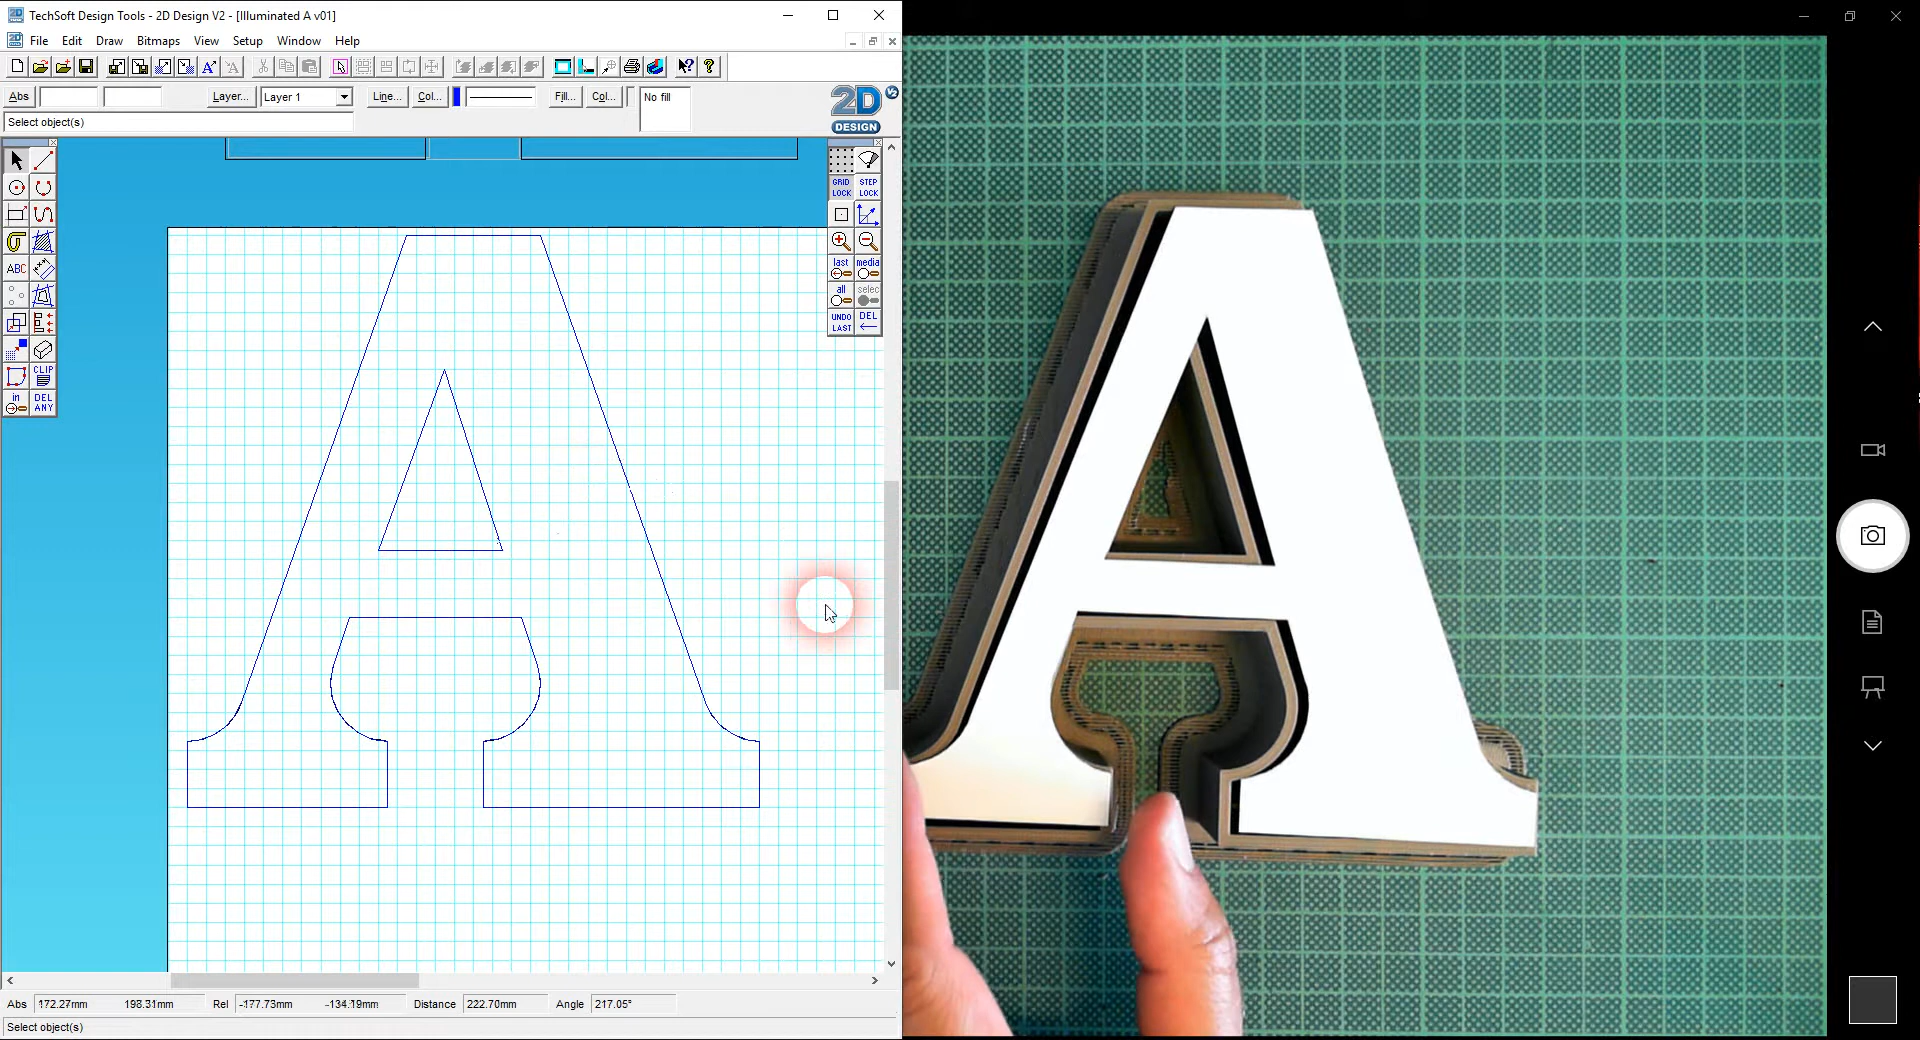 TechSoft Design Tools - 2D Design V2 - [Illuminated A v01]
File Edit Draw Bitmaps View Setup Window Help
Abs Layer... Layer 1 Line... Col... Fill... Col... No fill
2D V2
DESIGN
Select object(s)
GRID LOCK STEP LOCK
ABC
last media
all selec
UNDO LAST DEL
CLIP
in DEL ANY
A
Abs 172.27mm 198.31mm Rel -177.73mm -134.19mm Distance 222.70mm Angle 217.05°
Select object(s)